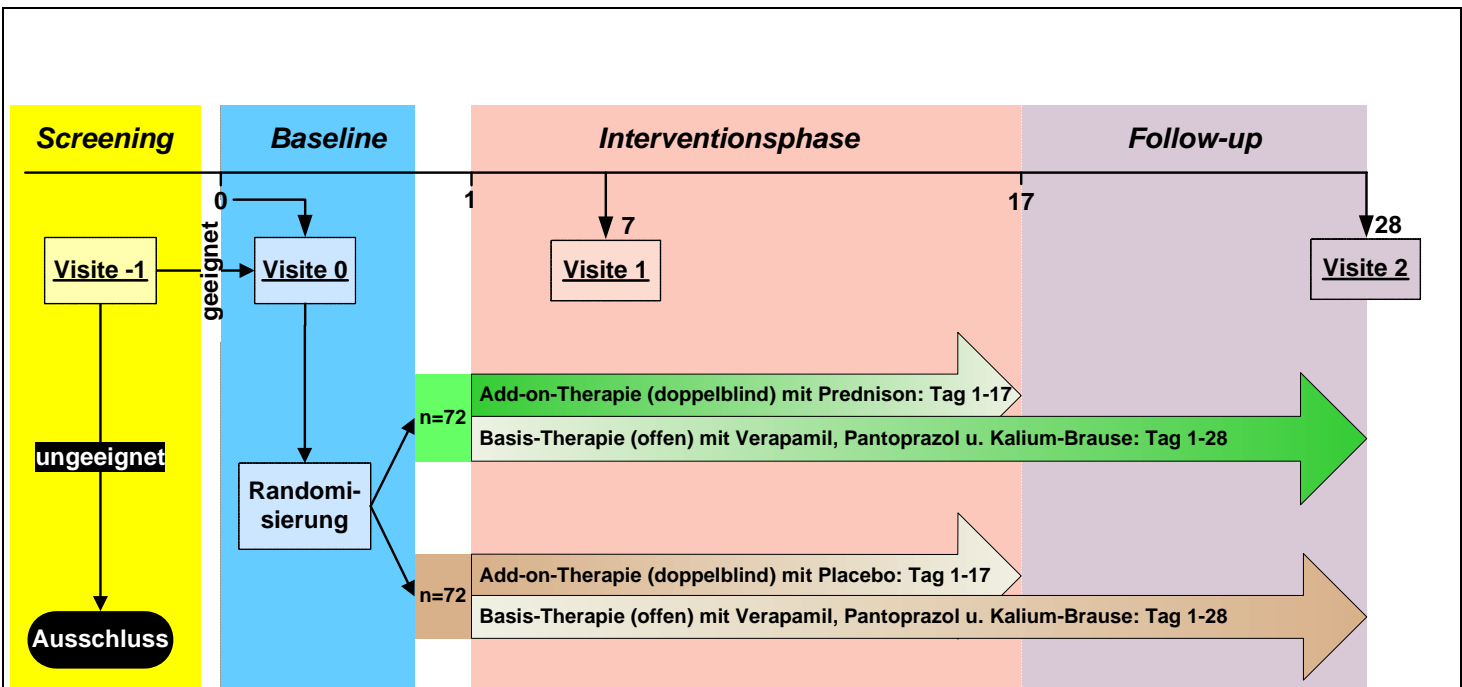 Screening
Baseline
Interventionsphase
Follow-up
0
1
17
7
28
geeignet
Visite -1
Visite 0
Visite 1
Visite 2
ungeeignet
Ausschluss
Randomi-
sierung
n=72
Add-on-Therapie (doppelblind) mit Prednison: Tag 1-17
Basis-Therapie (offen) mit Verapamil, Pantoprazol u. Kalium-Brause: Tag 1-28
n=72
Add-on-Therapie (doppelblind) mit Placebo: Tag 1-17
Basis-Therapie (offen) mit Verapamil, Pantoprazol u. Kalium-Brause: Tag 1-28